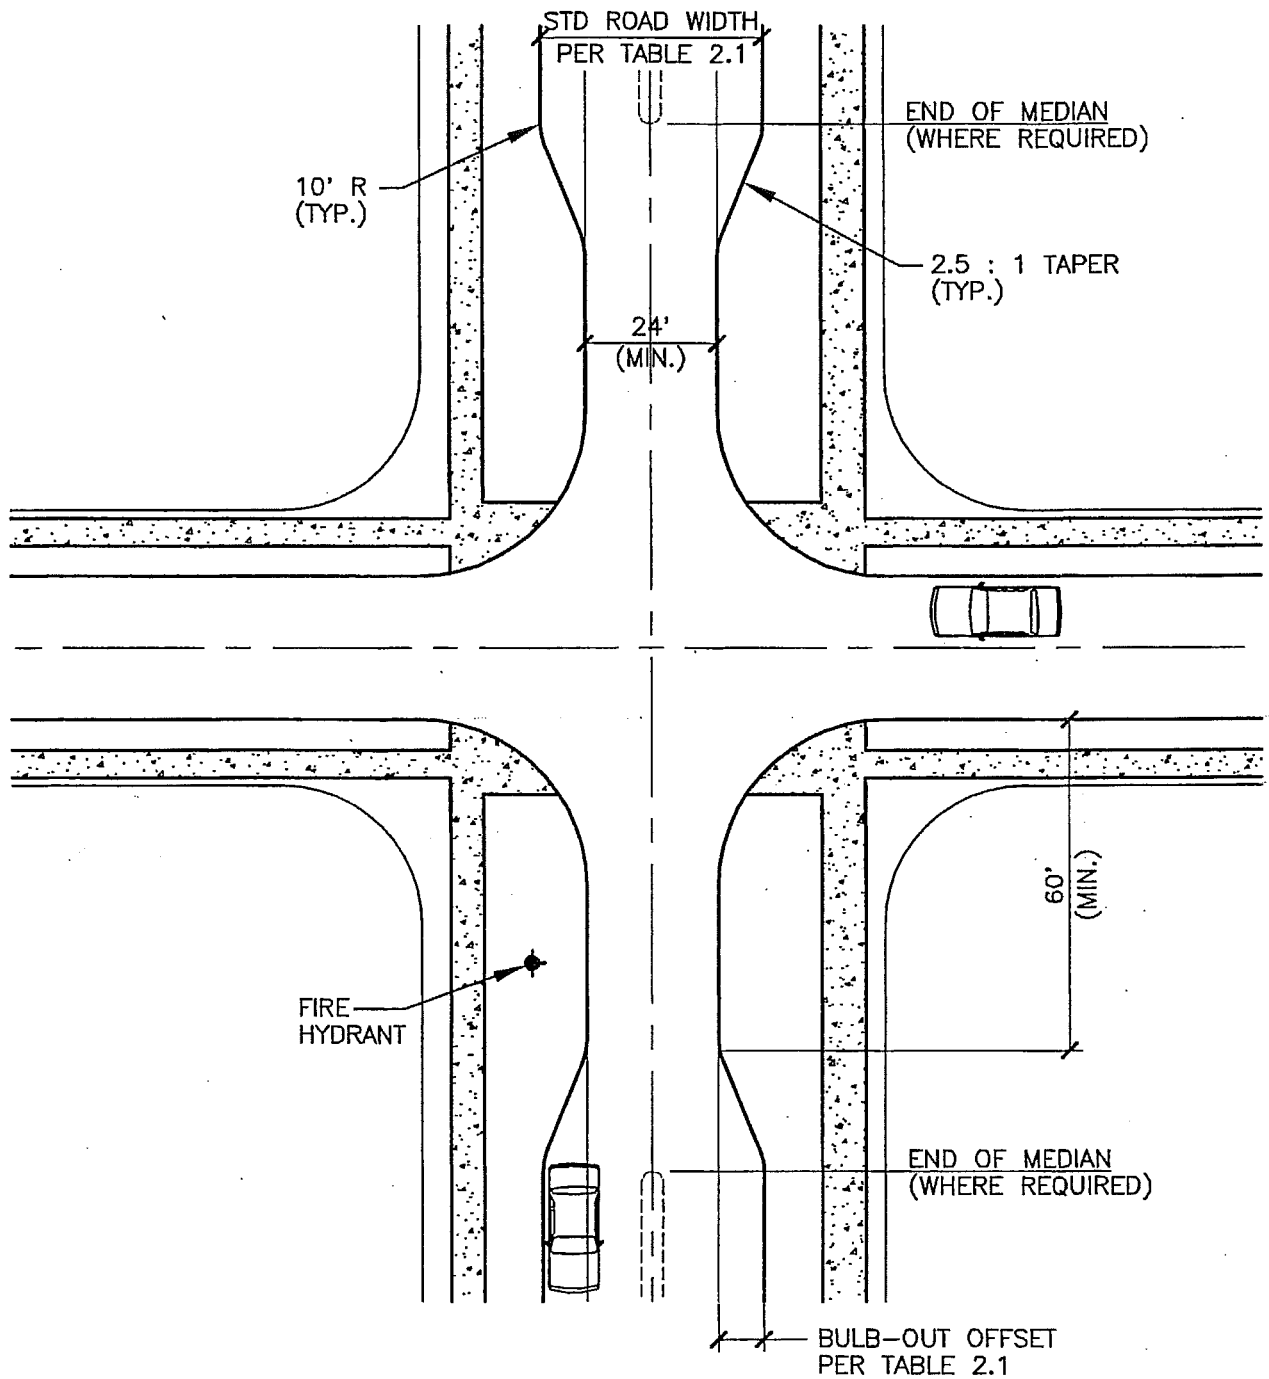 STD ROAD WIDTH
PER TABLE 2.1
END OF MEDIAN
(WHERE REQUIRED)
10' R
(TYP.)
2.5 : 1 TAPER
(TYP.)
24'
(MIN.)
60'
(MIN.)
FIRE
HYDRANT
END OF MEDIAN
(WHERE REQUIRED)
BULB-OUT OFFSET
PER TABLE 2.1